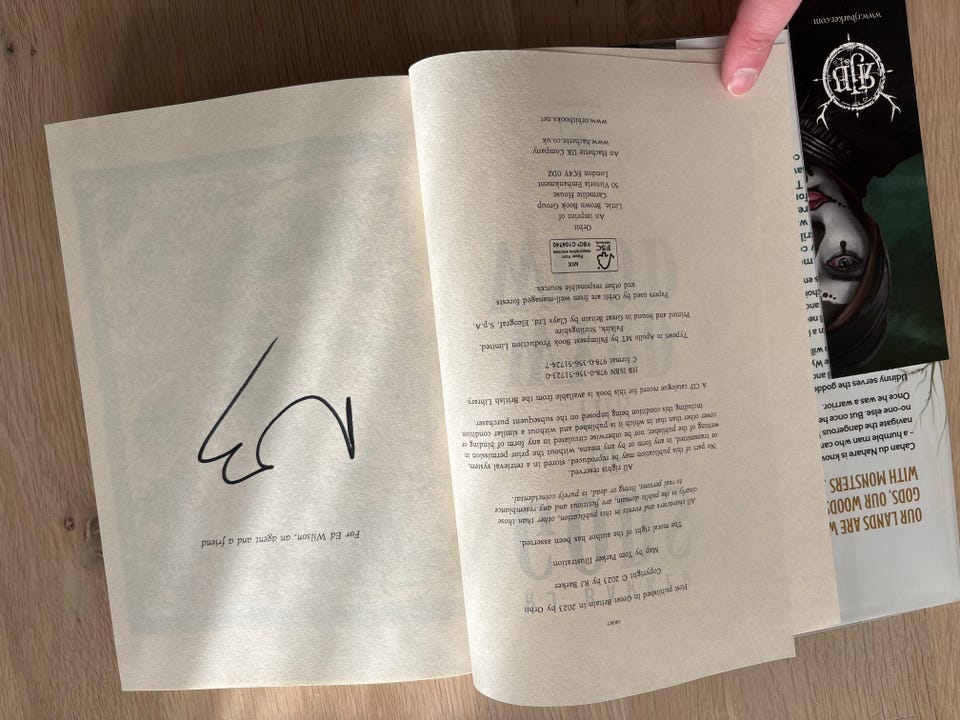 OUR LANDS ARE
GODS, OUR
WITH MONSTERS
Cahan du Nahare is
– a humble man who can
navigate the dangerous
no-one else. But once he
Once he was a warrior.
Udinny serves the
www.rjbarker.com
RJB
ORBIT
First published in Great Britain in 2023 by Orbit
Copyright © 2023 by RJ Barker
Map by Tom Parker Illustration
The moral right of the author has been asserted.
All characters and events in this publication, other than those
clearly in the public domain, are fictitious and any resemblance
to real persons, living or dead, is purely coincidental.
All rights reserved.
No part of this publication may be reproduced, stored in a retrieval system,
or transmitted, in any form or by any means, without the prior permission in
writing of the publisher, nor be otherwise circulated in any form of binding or
cover other than that in which it is published and without a similar condition
including this condition being imposed on the subsequent purchaser.
A CIP catalogue record for this book is available from the British Library.
HB ISBN 978-0-356-51723-0
C format 978-0-356-51724-7
Typeset in Apollo MT by Palimpsest Book Production Limited,
Falkirk, Stirlingshire
Printed and bound in Great Britain by Clays Ltd, Elcograf, S.p.A.
Papers used by Orbit are from well-managed forests
and other responsible sources
FSC
MIX
Paper from
responsible sources
FSC® C104740
Orbit
An imprint of
Little, Brown Book Group
Carmelite House
50 Victoria Embankment
London EC4Y 0DZ
An Hachette UK Company
www.hachette.co.uk
www.orbitbooks.net
For Ed Wilson, an agent and a friend